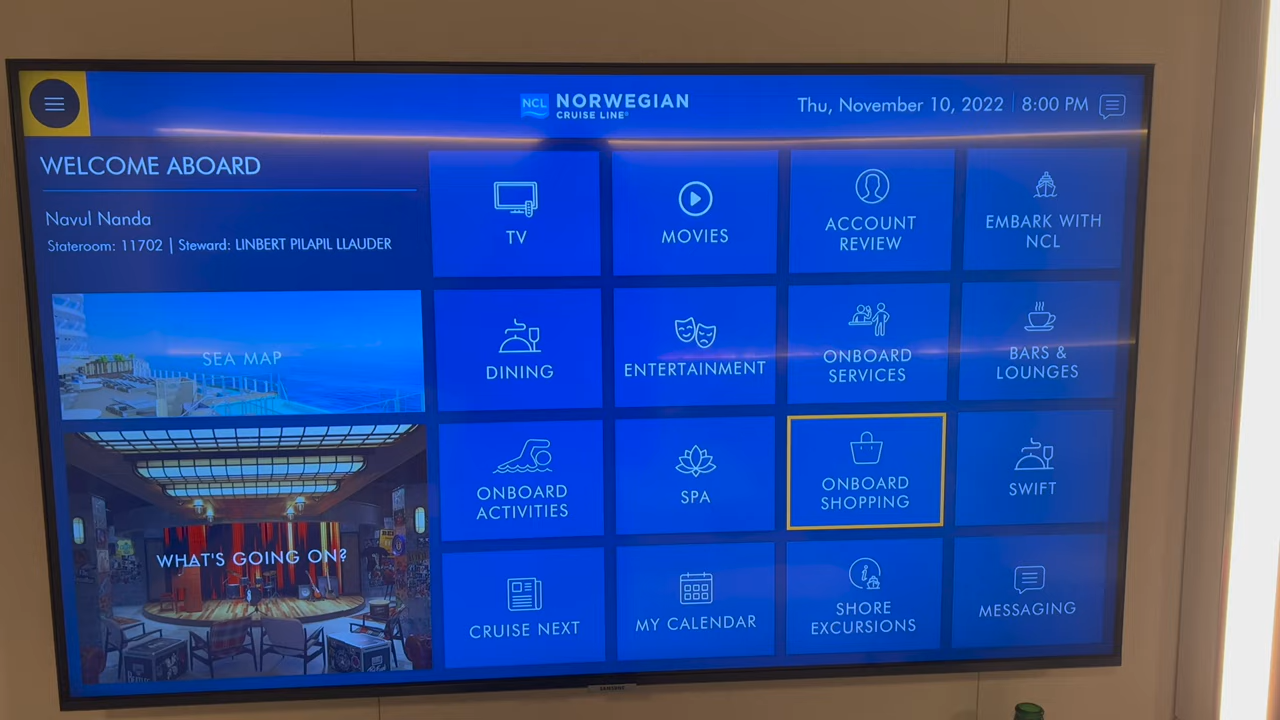 NCL NORWEGIAN
CRUISE LINE®
Thu, November 10, 2022 | 8:00 PM
WELCOME ABOARD
Navul Nanda
Stateroom: 11702 | Steward: LINBERT PILAPIL LLAUDER
SEA MAP
WHAT'S GOING ON?
TV
MOVIES
ACCOUNT
REVIEW
EMBARK WITH
NCL
DINING
ENTERTAINMENT
ONBOARD
SERVICES
BARS &
LOUNGES
ONBOARD
ACTIVITIES
SPA
ONBOARD
SHOPPING
SWIFT
CRUISE NEXT
MY CALENDAR
SHORE
EXCURSIONS
MESSAGING
SAMSUNG